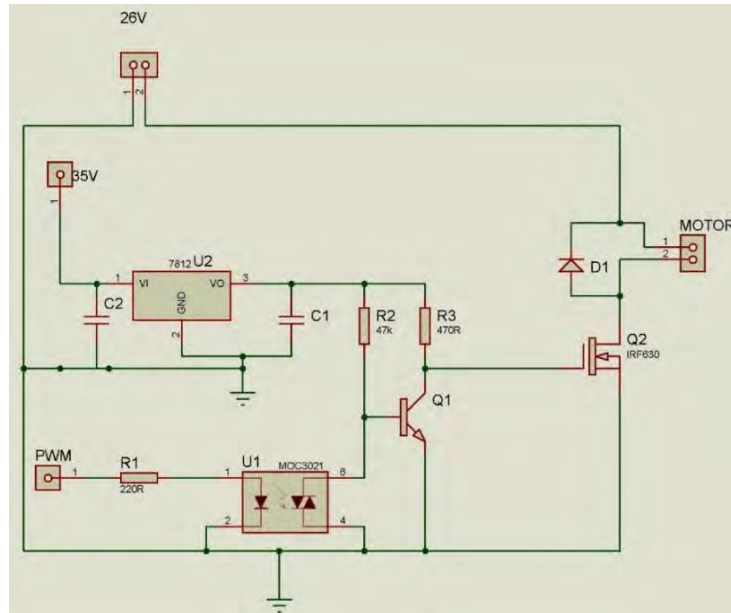 26V
1
2
35V
1
MOTOR
1
2
D1
7812
U2
1
VI
VO
3
GND
2
C2
C1
R2
47k
R3
470R
Q2
IRF630
Q1
PWM
1
R1
220R
U1
MOC3021
1
6
2
4